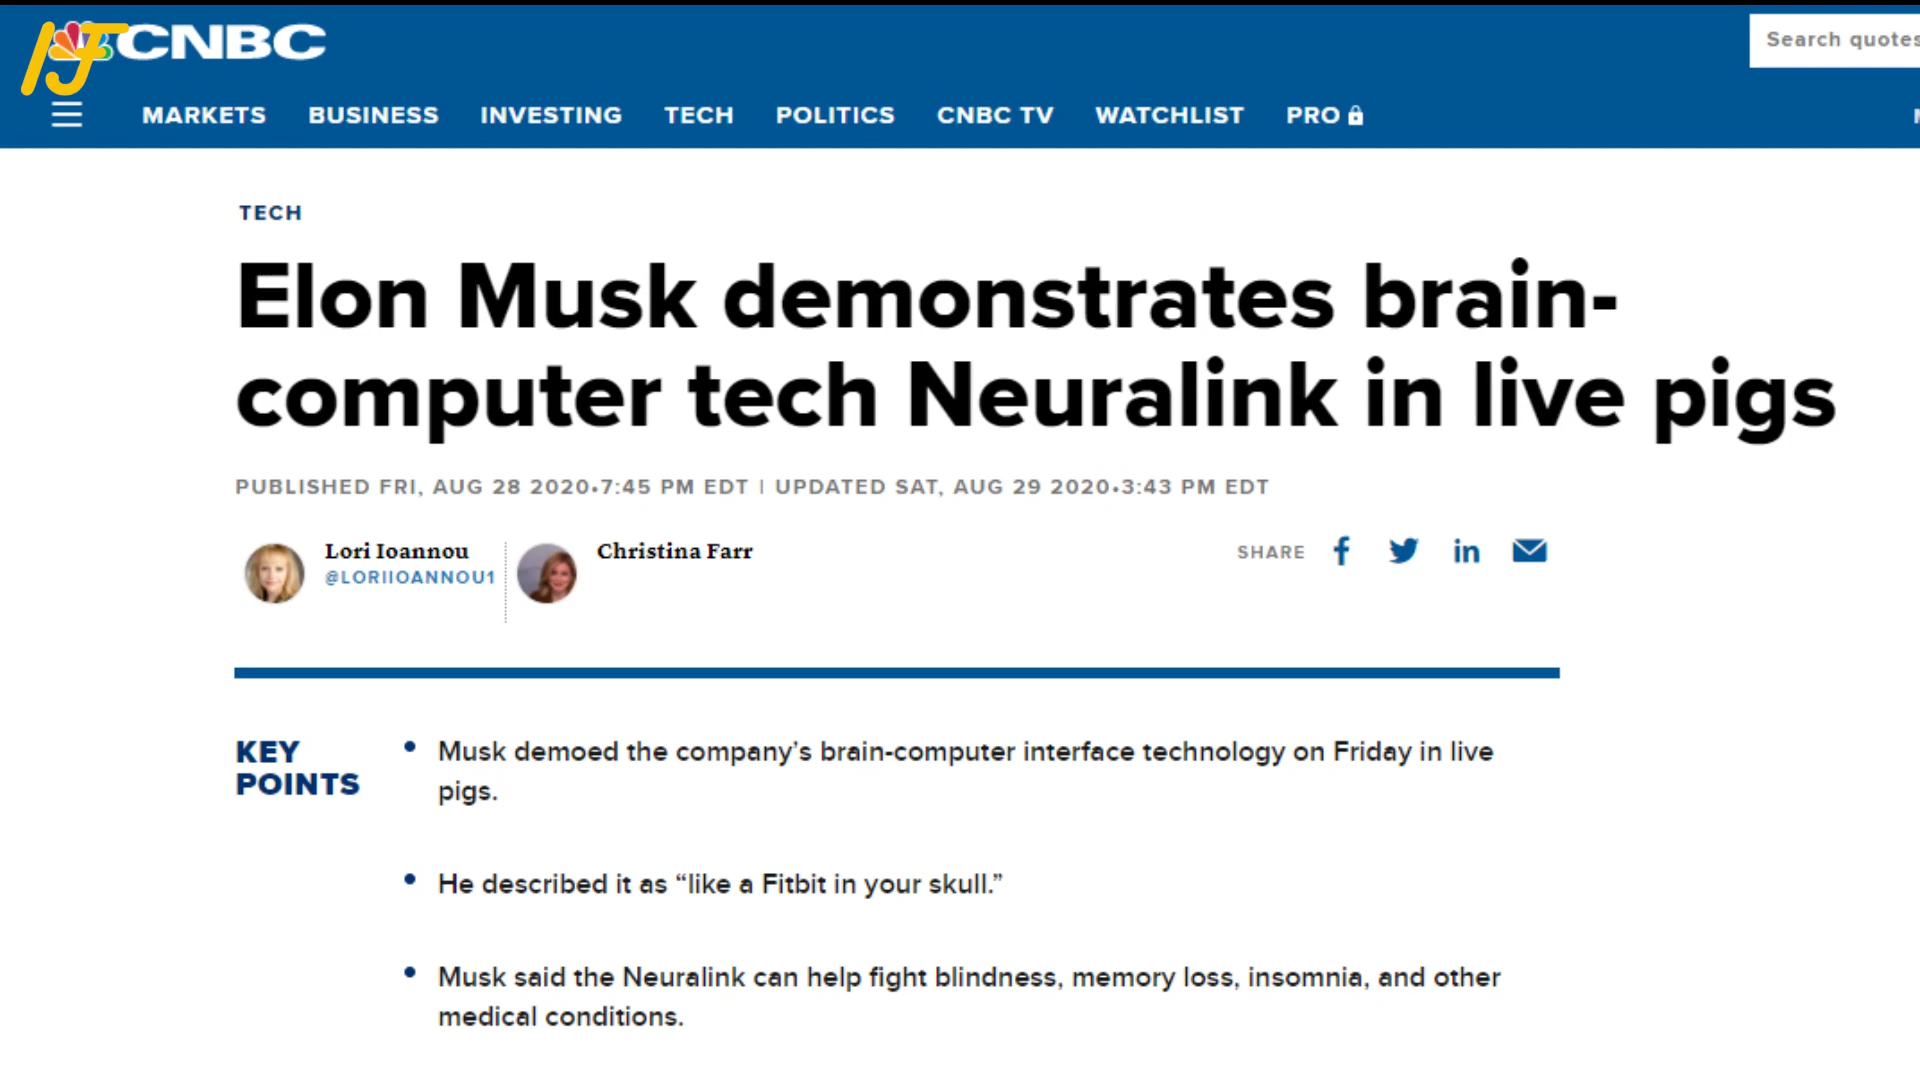 IJ CNBC
Search quotes
MARKETS BUSINESS INVESTING TECH POLITICS CNBC TV WATCHLIST PRO
TECH
Elon Musk demonstrates brain-
computer tech Neuralink in live pigs
PUBLISHED FRI, AUG 28 2020•7:45 PM EDT | UPDATED SAT, AUG 29 2020•3:43 PM EDT
Lori Ioannou
@LORIIOANNOU1
Christina Farr
SHARE f in
KEY
POINTS
• Musk demoed the company’s brain-computer interface technology on Friday in live
pigs.
• He described it as “like a Fitbit in your skull.”
• Musk said the Neuralink can help fight blindness, memory loss, insomnia, and other
medical conditions.